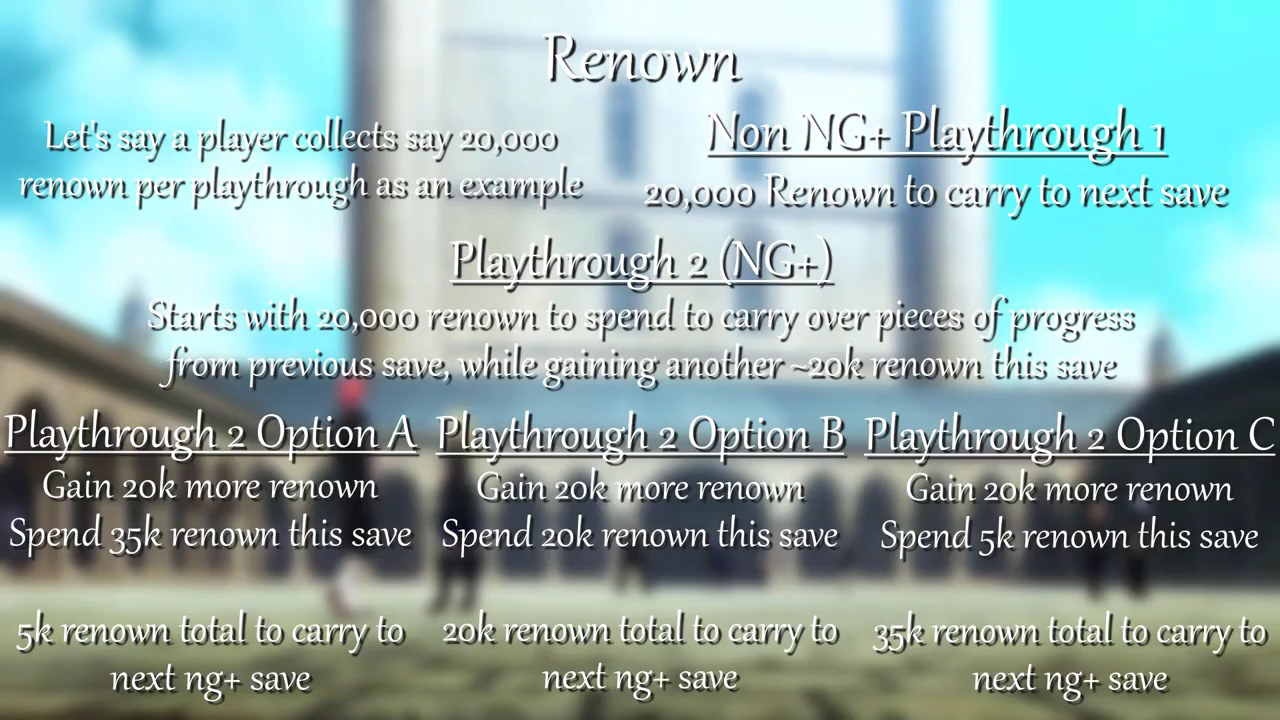 Renown
Let's say a player collects say 20,000
renown per playthrough as an example
Non NG+ Playthrough 1
20,000 Renown to carry to next save
Playthrough 2 (NG+)
Starts with 20,000 renown to spend to carry over pieces of progress
from previous save, while gaining another ~20k renown this save
Playthrough 2 Option A
Gain 20k more renown
Spend 35k renown this save
5k renown total to carry to
next ng+ save
Playthrough 2 Option B
Gain 20k more renown
Spend 20k renown this save
20k renown total to carry to
next ng+ save
Playthrough 2 Option C
Gain 20k more renown
Spend 5k renown this save
35k renown total to carry to
next ng+ save